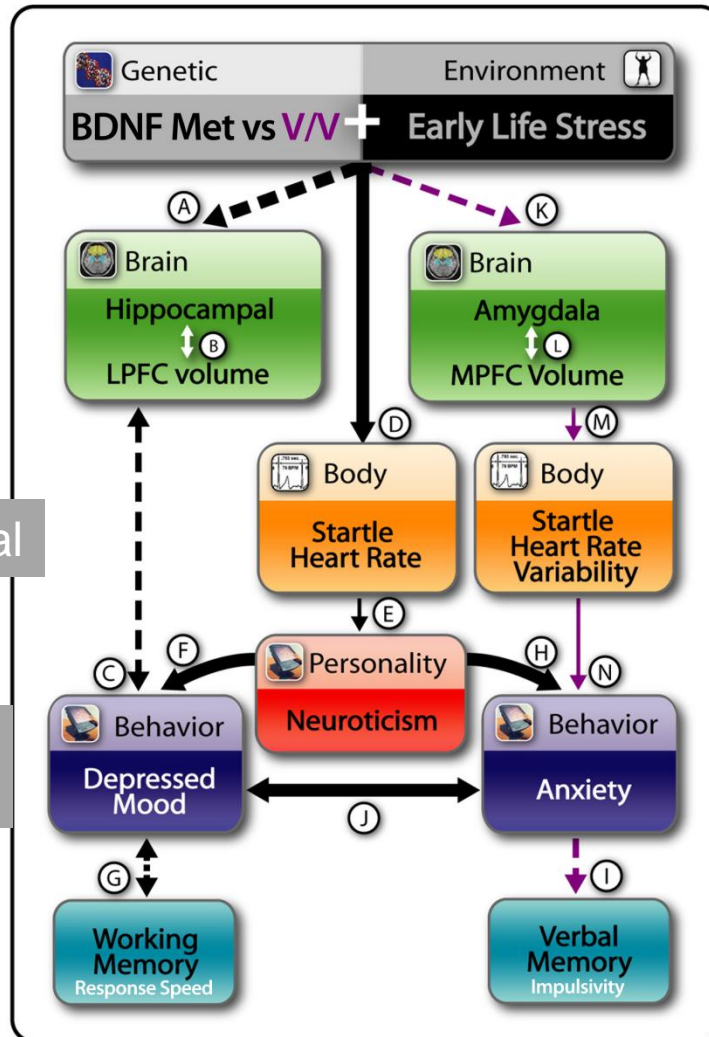 Genetic
Environment
BDNF Met vs V/V + Early Life Stress
A
K
Brain
Brain
Hippocampal
B
LPFC volume
Amygdala
L
MPFC Volume
D
M
Body
Body
Startle
Heart Rate
Startle
Heart Rate
Variability
al
E
F
Personality
H
C
N
Neuroticism
Behavior
Behavior
Depressed
Mood
Anxiety
J
G
I
Working
Memory
Response Speed
Verbal
Memory
Impulsivity